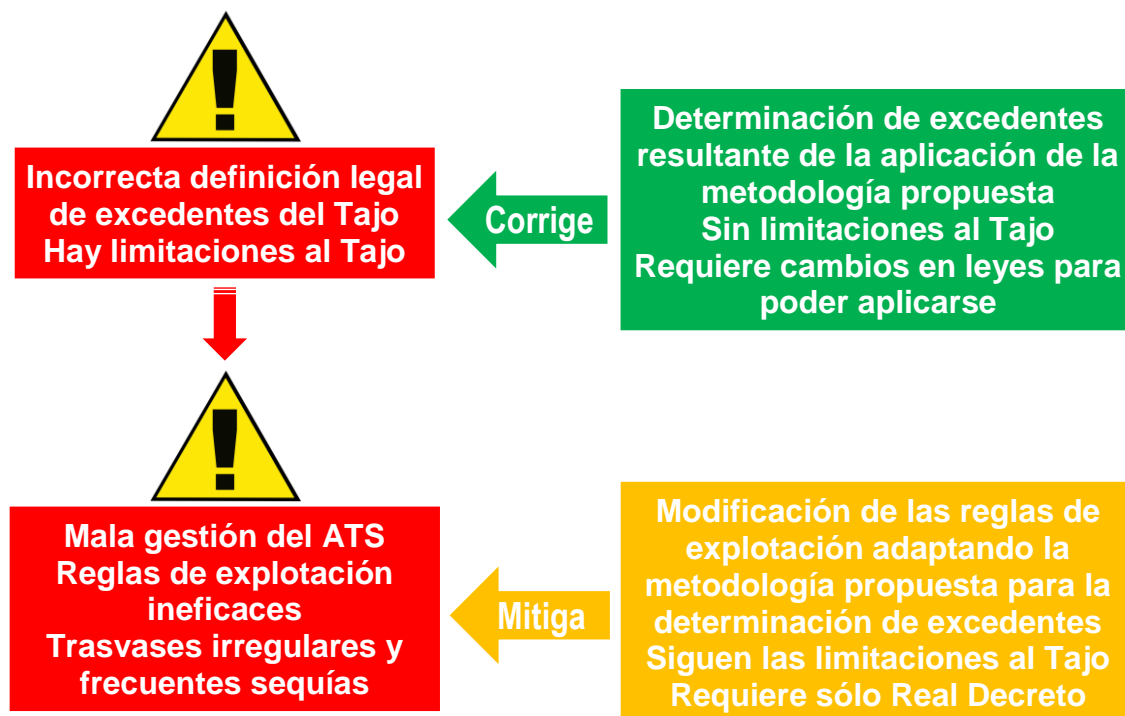 Incorrecta definición legal
de excedentes del Tajo
Hay limitaciones al Tajo
Corrige
Determinación de excedentes
resultante de la aplicación de la
metodología propuesta
Sin limitaciones al Tajo
Requiere cambios en leyes para
poder aplicarse
Mala gestión del ATS
Reglas de explotación
ineficaces
Trasvases irregulares y
frecuentes sequías
Mitiga
Modificación de las reglas de
explotación adaptando la
metodología propuesta para la
determinación de excedentes
Siguen las limitaciones al Tajo
Requiere sólo Real Decreto